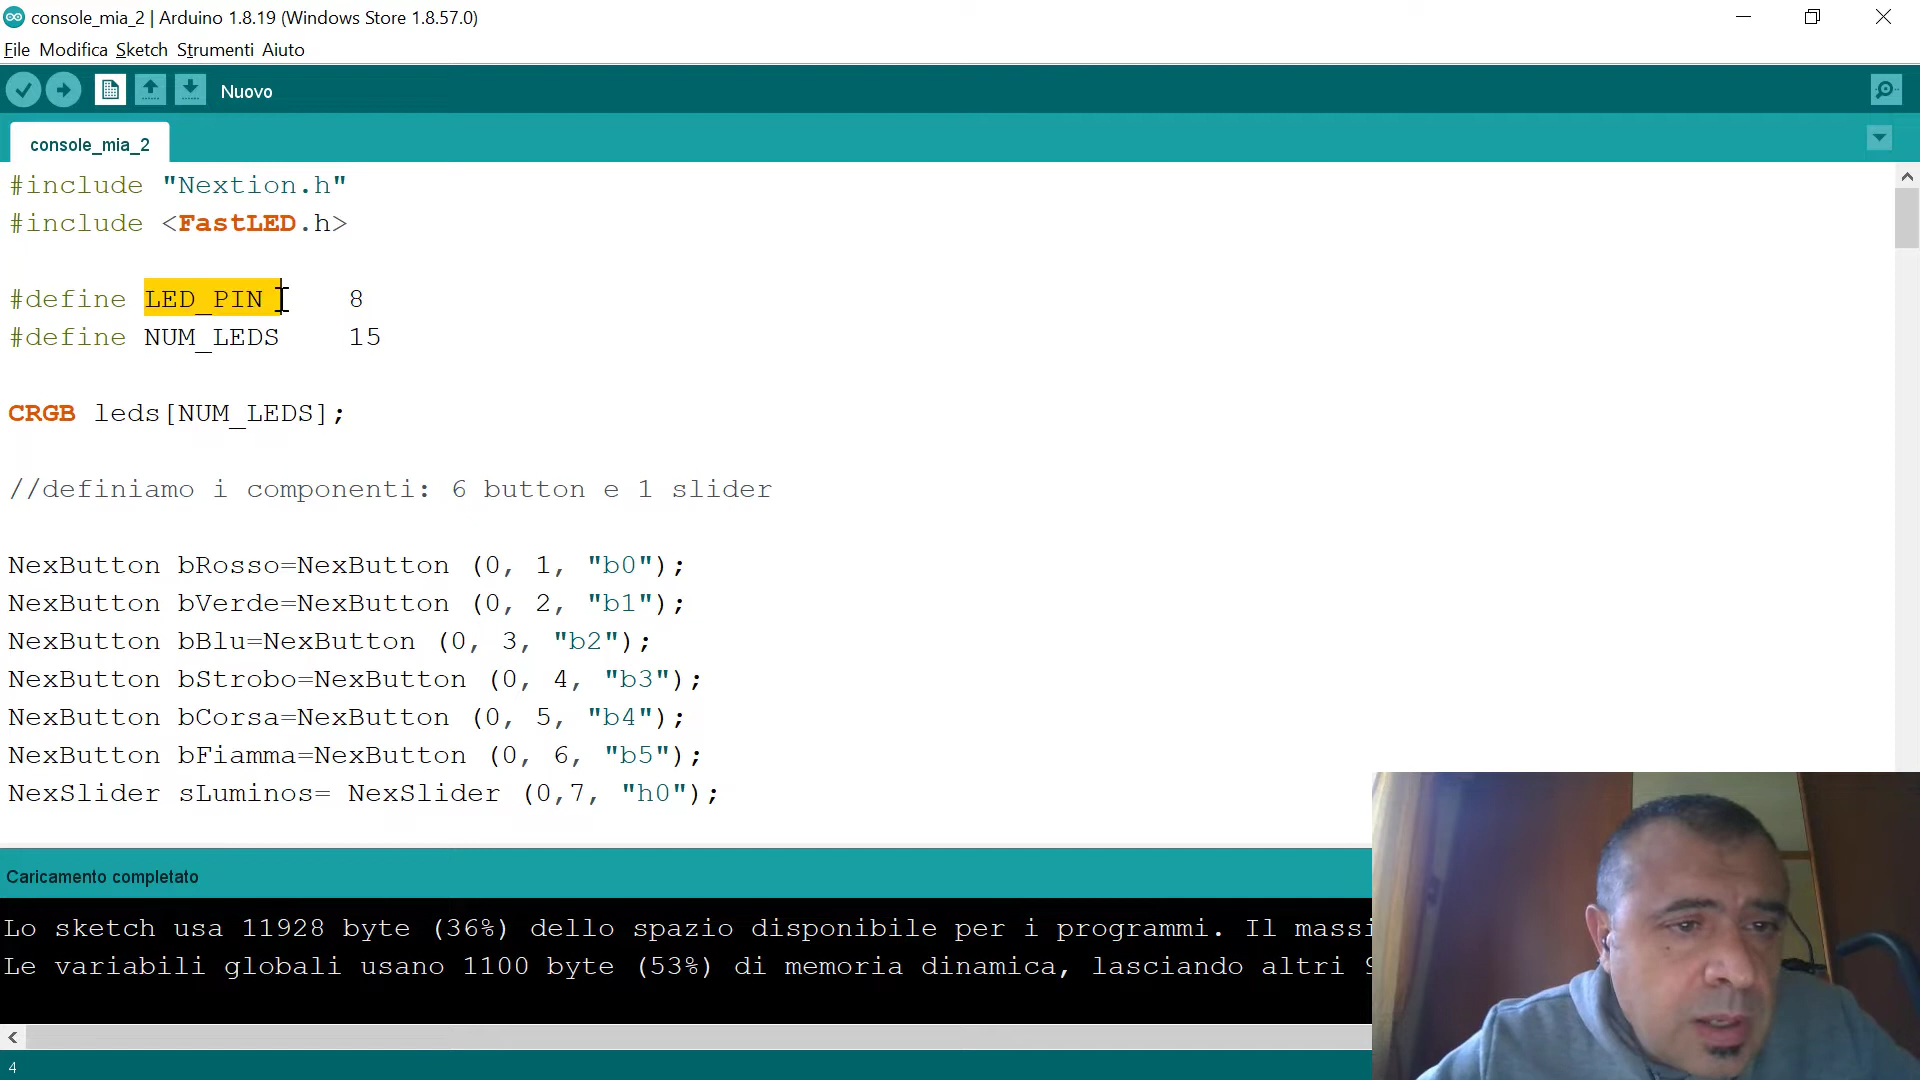 console_mia_2 | Arduino 1.8.19 (Windows Store 1.8.57.0)
File Modifica Sketch Strumenti Aiuto
Nuovo
console_mia_2
#include "Nextion.h"
#include <FastLED.h>
#define LED_PIN 8
#define NUM_LEDS 15
CRGB leds[NUM_LEDS];
//definiamo i componenti: 6 button e 1 slider
NexButton bRosso=NexButton (0, 1, "b0");
NexButton bVerde=NexButton (0, 2, "b1");
NexButton bBlu=NexButton (0, 3, "b2");
NexButton bStrobo=NexButton (0, 4, "b3");
NexButton bCorsa=NexButton (0, 5, "b4");
NexButton bFiamma=NexButton (0, 6, "b5");
NexSlider sLuminos= NexSlider (0,7, "h0");
Caricamento completato
Lo sketch usa 11928 byte (36%) dello spazio disponibile per i programmi. Il massi
Le variabili globali usano 1100 byte (53%) di memoria dinamica, lasciando altri
4